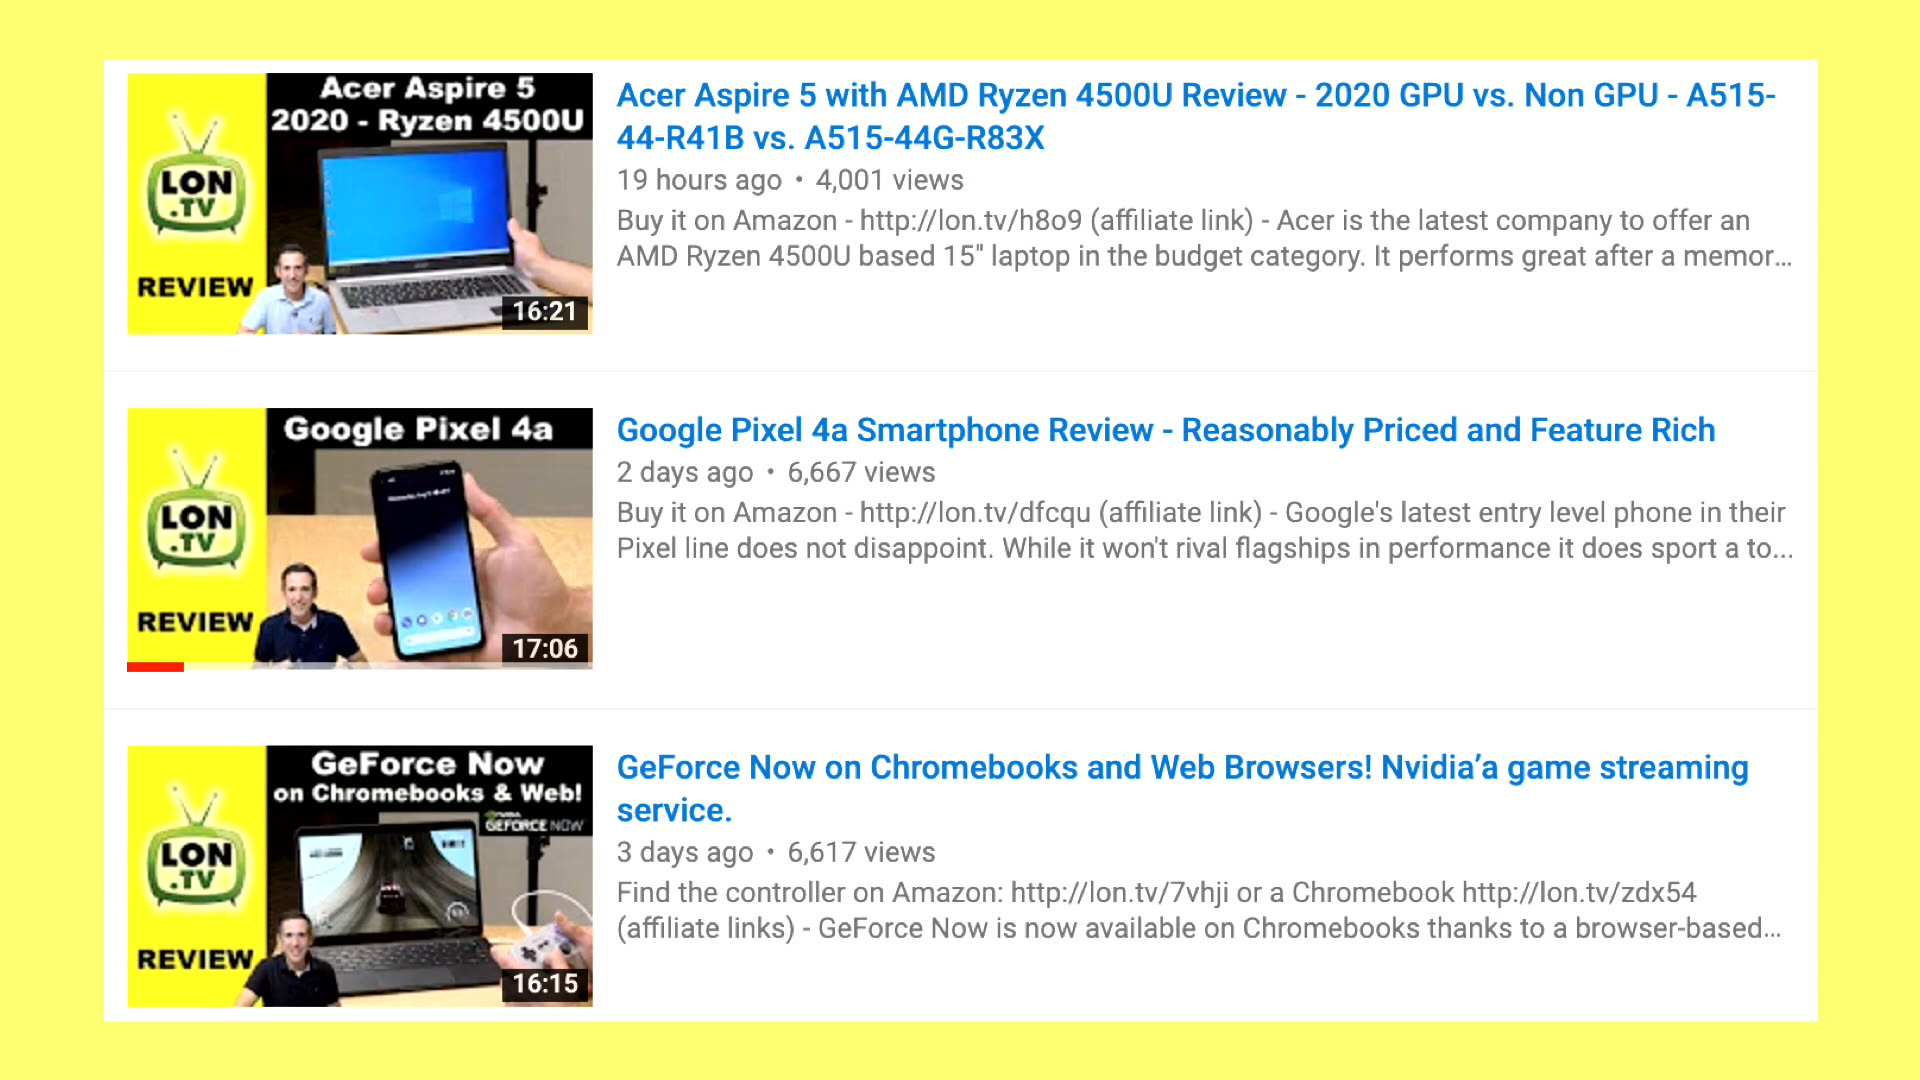 Acer Aspire 5
2020 - Ryzen 4500U
LON
.TV
REVIEW
16:21
Acer Aspire 5 with AMD Ryzen 4500U Review - 2020 GPU vs. Non GPU - A515-
44-R41B vs. A515-44G-R83X
19 hours ago • 4,001 views
Buy it on Amazon - http://lon.tv/h8o9 (affiliate link) - Acer is the latest company to offer an
AMD Ryzen 4500U based 15" laptop in the budget category. It performs great after a memor...
Google Pixel 4a
LON
.TV
REVIEW
17:06
Google Pixel 4a Smartphone Review - Reasonably Priced and Feature Rich
2 days ago • 6,667 views
Buy it on Amazon - http://lon.tv/dfcqu (affiliate link) - Google's latest entry level phone in their
Pixel line does not disappoint. While it won't rival flagships in performance it does sport a to...
GeForce Now
on Chromebooks & Web!
NVIDIA
GEFORCE NOW
LON
.TV
REVIEW
16:15
GeForce Now on Chromebooks and Web Browsers! Nvidia’a game streaming
service.
3 days ago • 6,617 views
Find the controller on Amazon: http://lon.tv/7vhji or a Chromebook http://lon.tv/zdx54
(affiliate links) - GeForce Now is now available on Chromebooks thanks to a browser-based...